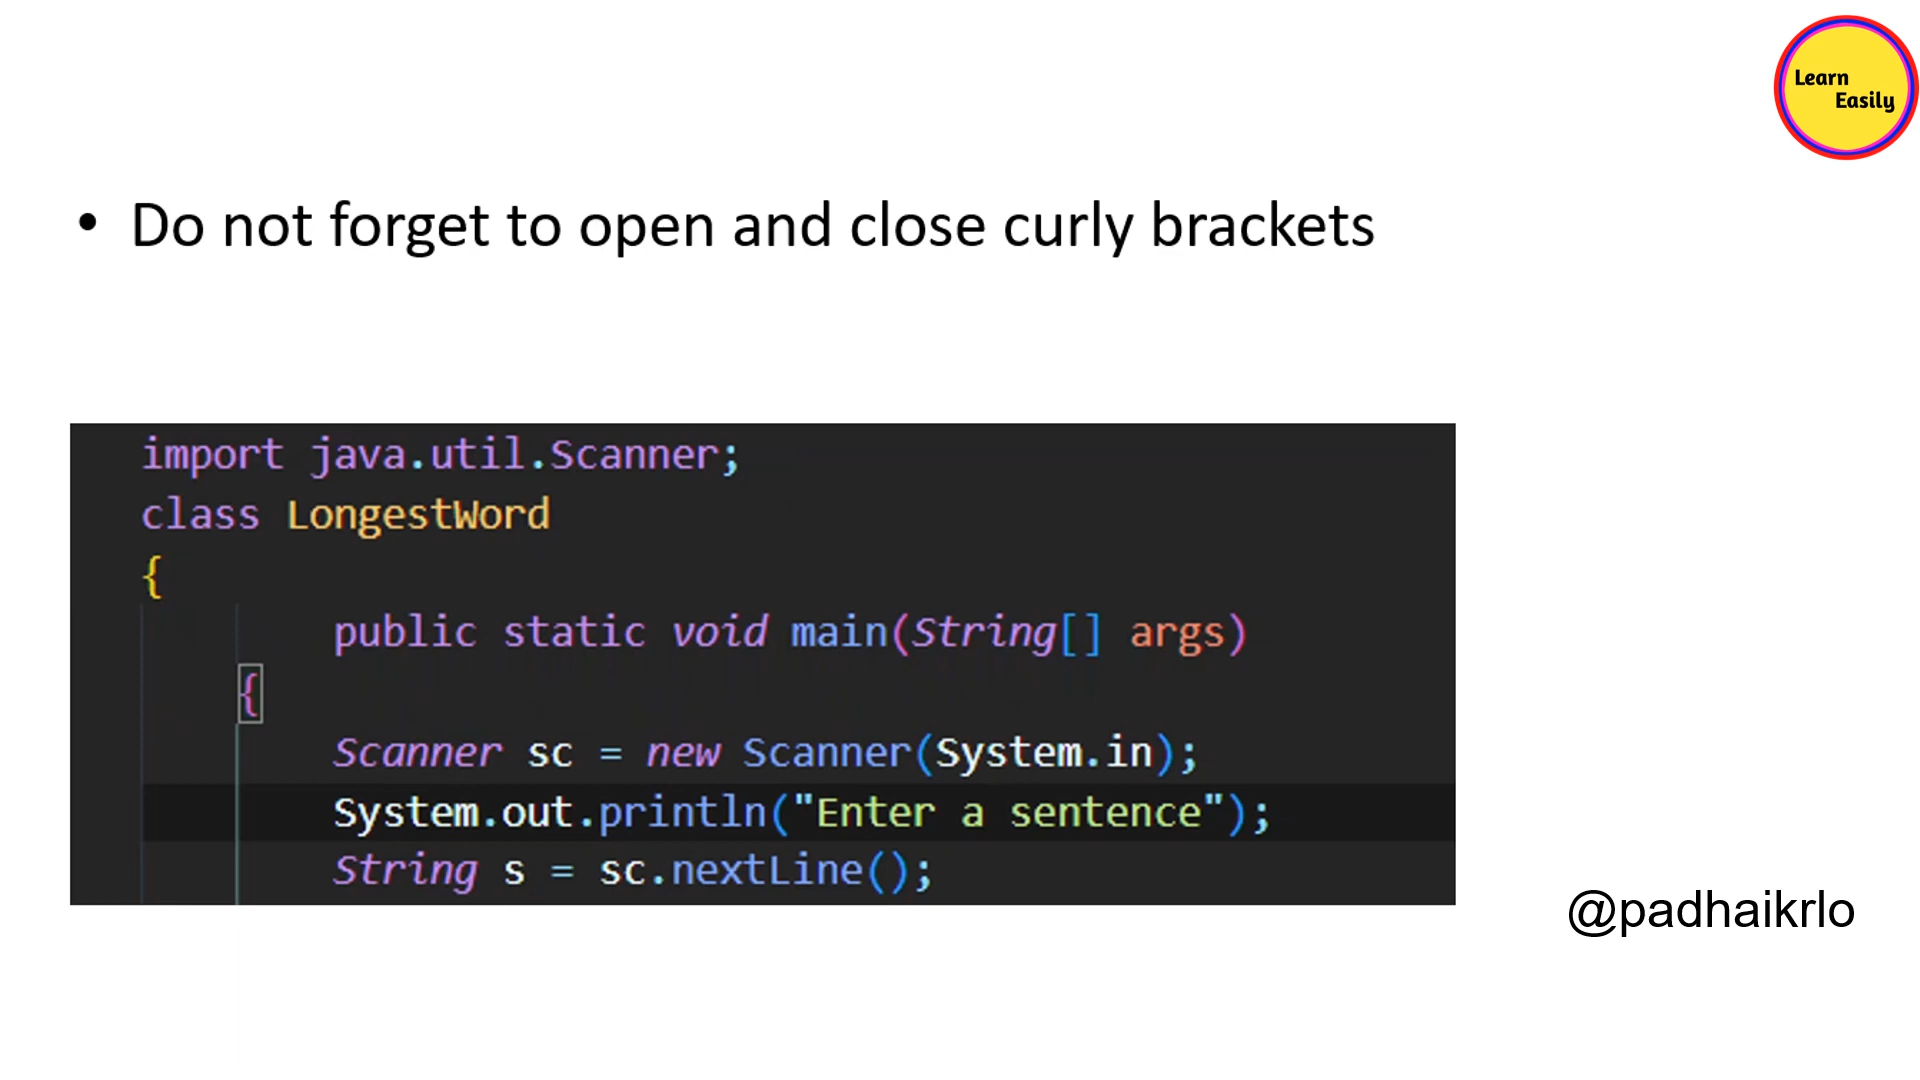 Learn
Easily
• Do not forget to open and close curly brackets
import java.util.Scanner;
class LongestWord
{
public static void main(String[] args)
{
Scanner sc = new Scanner(System.in);
System.out.println("Enter a sentence");
String s = sc.nextLine();
@padhaikrlo